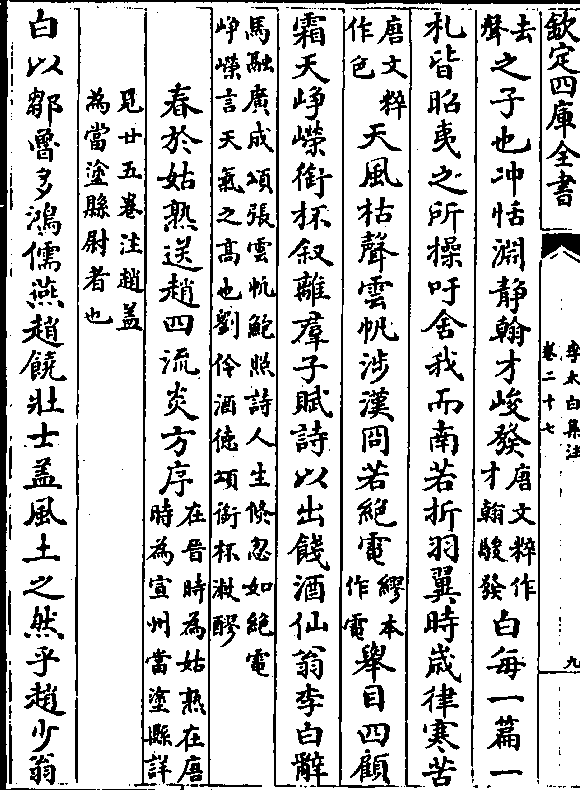 欽定四庫全書
李太白集注
卷二十七
九
去聲之子也冲恬淵静翰才峻發唐文粹作才翰駿發白每一篇一
札皆昭夷之所操吁舍我而南若折羽翼時歲律寒苦
唐文粹作色天風枯聲雲帆涉漢冏若絶電繆本作電舉目四顧
霜天崢嶸銜杯叙離羣子賦詩以出餞酒仙翁李白辭
馬融廣成頌張雲帆鮑照詩人生倏忽如絶電
崢嶸言天氣之高也劉伶酒徳頌銜杯漱醪
春於姑熟送趙四流炎方序在晉時為姑熟在唐時為宣州當塗縣詳
見廿五巻注趙盖
為當塗縣尉者也
白以鄒魯多鴻儒燕趙饒壯士盖風土之然乎趙少翁